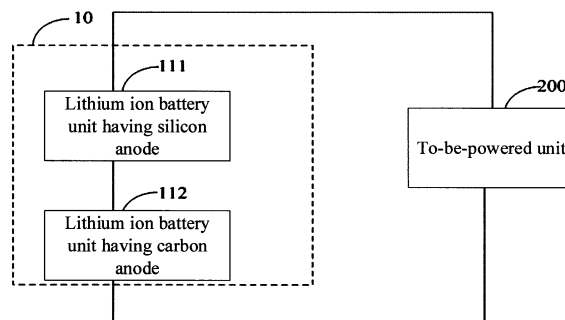 10
111
Lithium ion battery
unit having silicon
anode
200
To-be-powered unit
112
Lithium ion battery
unit having carbon
anode